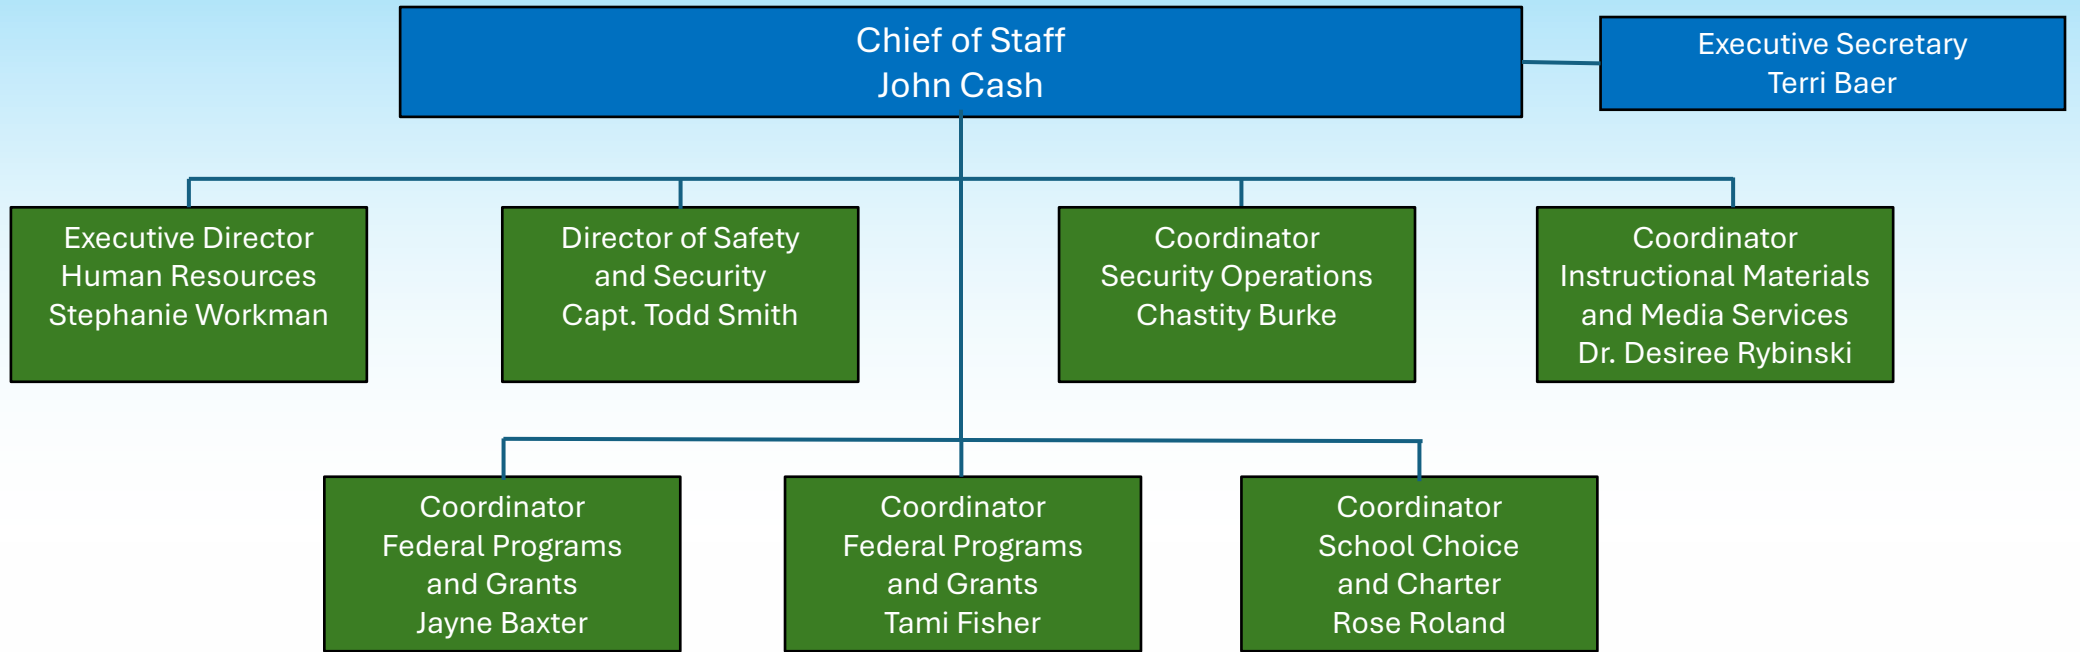 Chief of Staff
John Cash
Executive Secretary
Terri Baer
Executive Director
Human Resources
Stephanie Workman
Director of Safety
and Security
Capt. Todd Smith
Coordinator
Security Operations
Chastity Burke
Coordinator
Instructional Materials
and Media Services
Dr. Desiree Rybinski
Coordinator
Federal Programs
and Grants
Jayne Baxter
Coordinator
Federal Programs
and Grants
Tami Fisher
Coordinator
School Choice
and Charter
Rose Roland